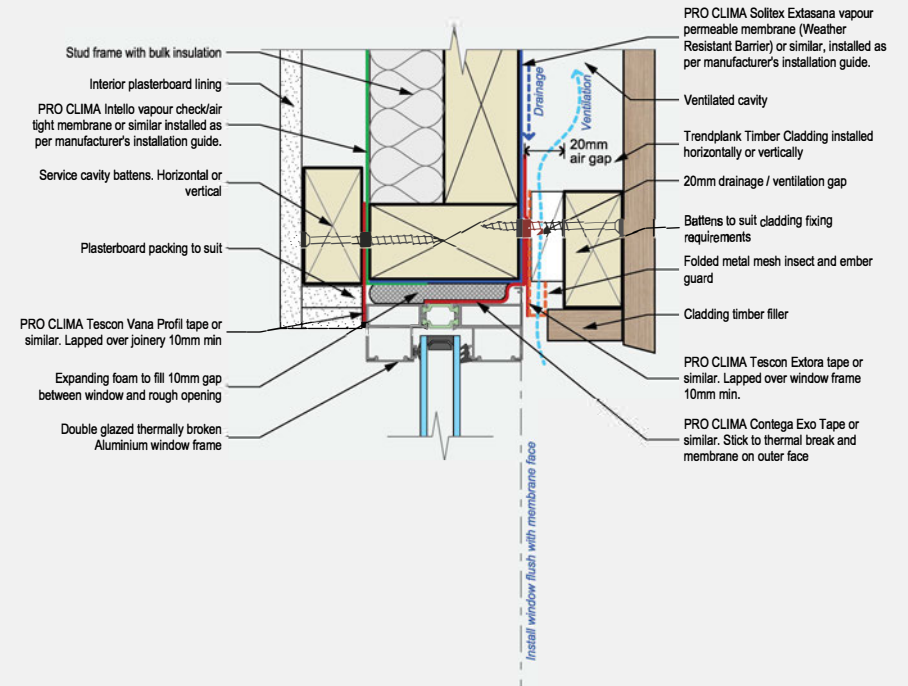 Stud frame with bulk insulation
Interior plasterboard lining
PRO CLIMA Intello vapour check/air
tight membrane or similar installed as
per manufacturer's installation guide.
Service cavity battens. Horizontal or
vertical
Plasterboard packing to suit
PRO CLIMA Tescon Vana Profil tape or
similar. Lapped over joinery 10mm min
Expanding foam to fill 10mm gap
between window and rough opening
Double glazed thermally broken
Aluminium window frame
Drainage
Ventilation
20mm
air gap
Install window flush with membrane face
PRO CLIMA Solitex Extasana vapour
permeable membrane (Weather
Resistant Barrier) or similar, installed as
per manufacturer's installation guide.
Ventilated cavity
Trendplank Timber Cladding installed
horizontally or vertically
20mm drainage / ventilation gap
Battens to suit cladding fixing
requirements
Folded metal mesh insect and ember
guard
Cladding timber filler
PRO CLIMA Tescon Extora tape or
similar. Lapped over window frame
10mm min.
PRO CLIMA Contega Exo Tape or
similar. Stick to thermal break and
membrane on outer face